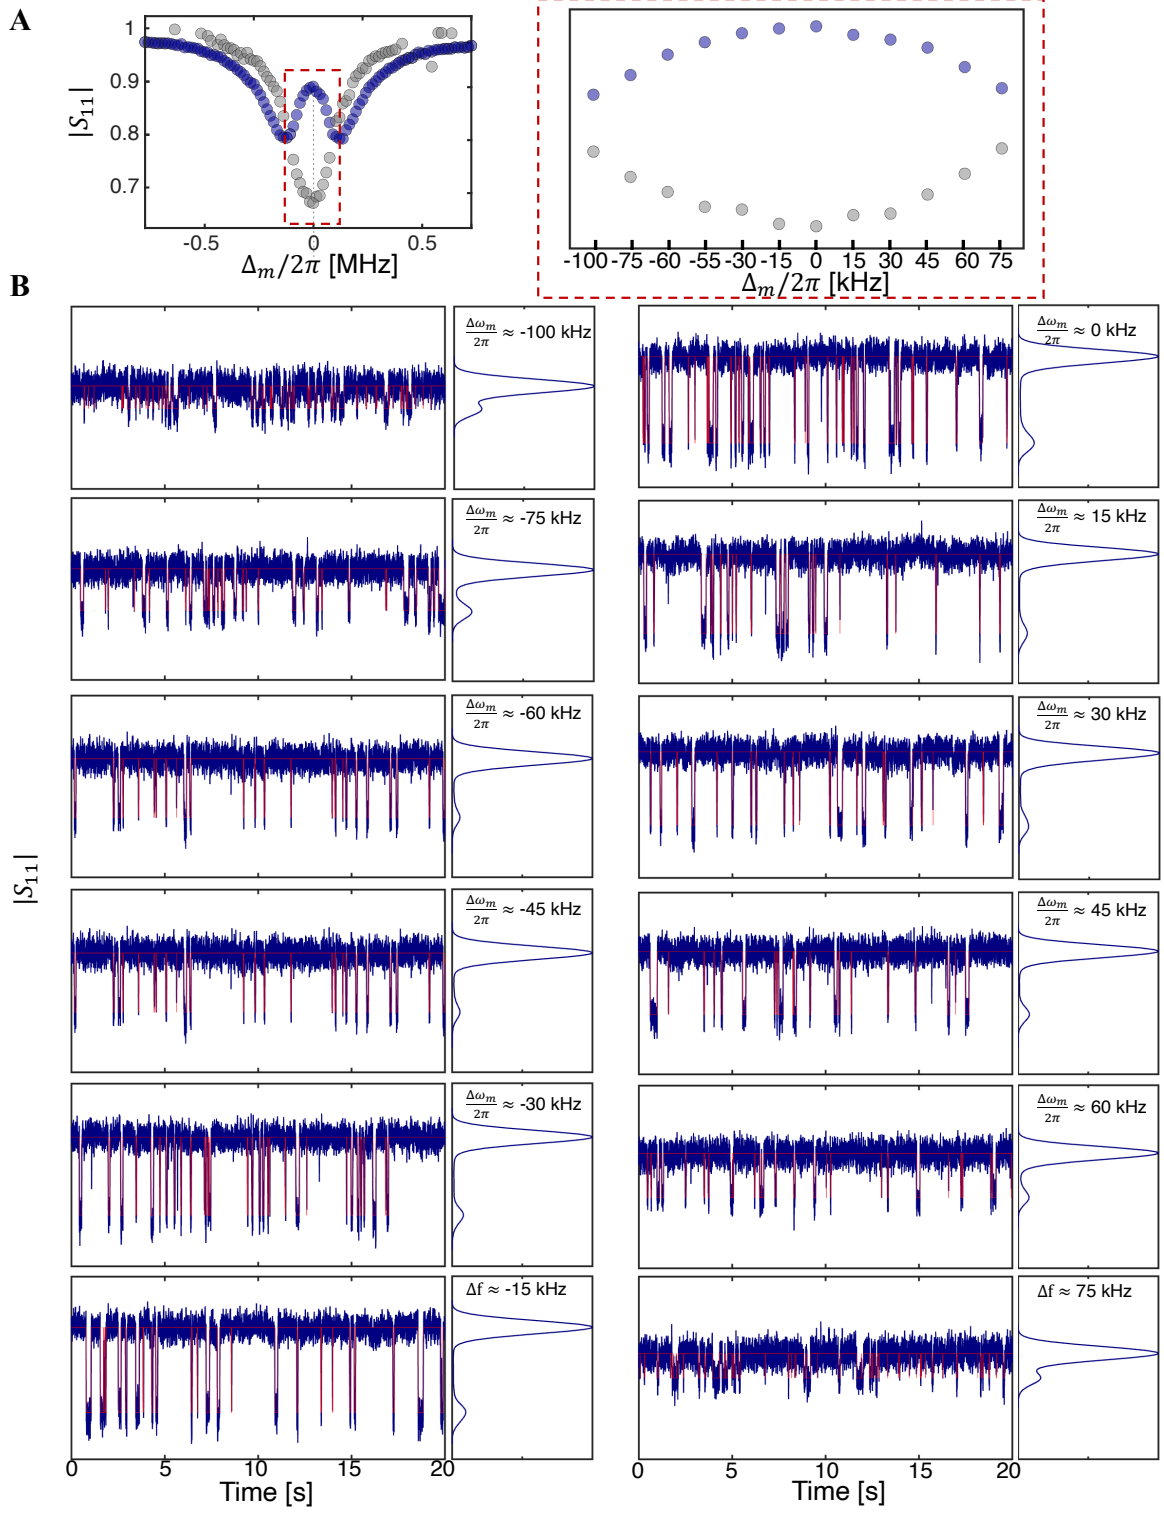 A
1
0.9
0.8
0.7
|S₁₁|
-0.5 0 0.5
Δₘ/2π [MHz]
-100 -75 -60 -55 -30 -15 0 15 30 45 60 75
Δₘ/2π [kHz]
B
|S₁₁|
Δωₘ/2π ≈ -100 kHz
Δωₘ/2π ≈ 0 kHz
Δωₘ/2π ≈ -75 kHz
Δωₘ/2π ≈ 15 kHz
Δωₘ/2π ≈ -60 kHz
Δωₘ/2π ≈ 30 kHz
Δωₘ/2π ≈ -45 kHz
Δωₘ/2π ≈ 45 kHz
Δωₘ/2π ≈ -30 kHz
Δωₘ/2π ≈ 60 kHz
Δf ≈ -15 kHz
Δf ≈ 75 kHz
0 5 10 15 20
Time [s]
0 5 10 15 20
Time [s]